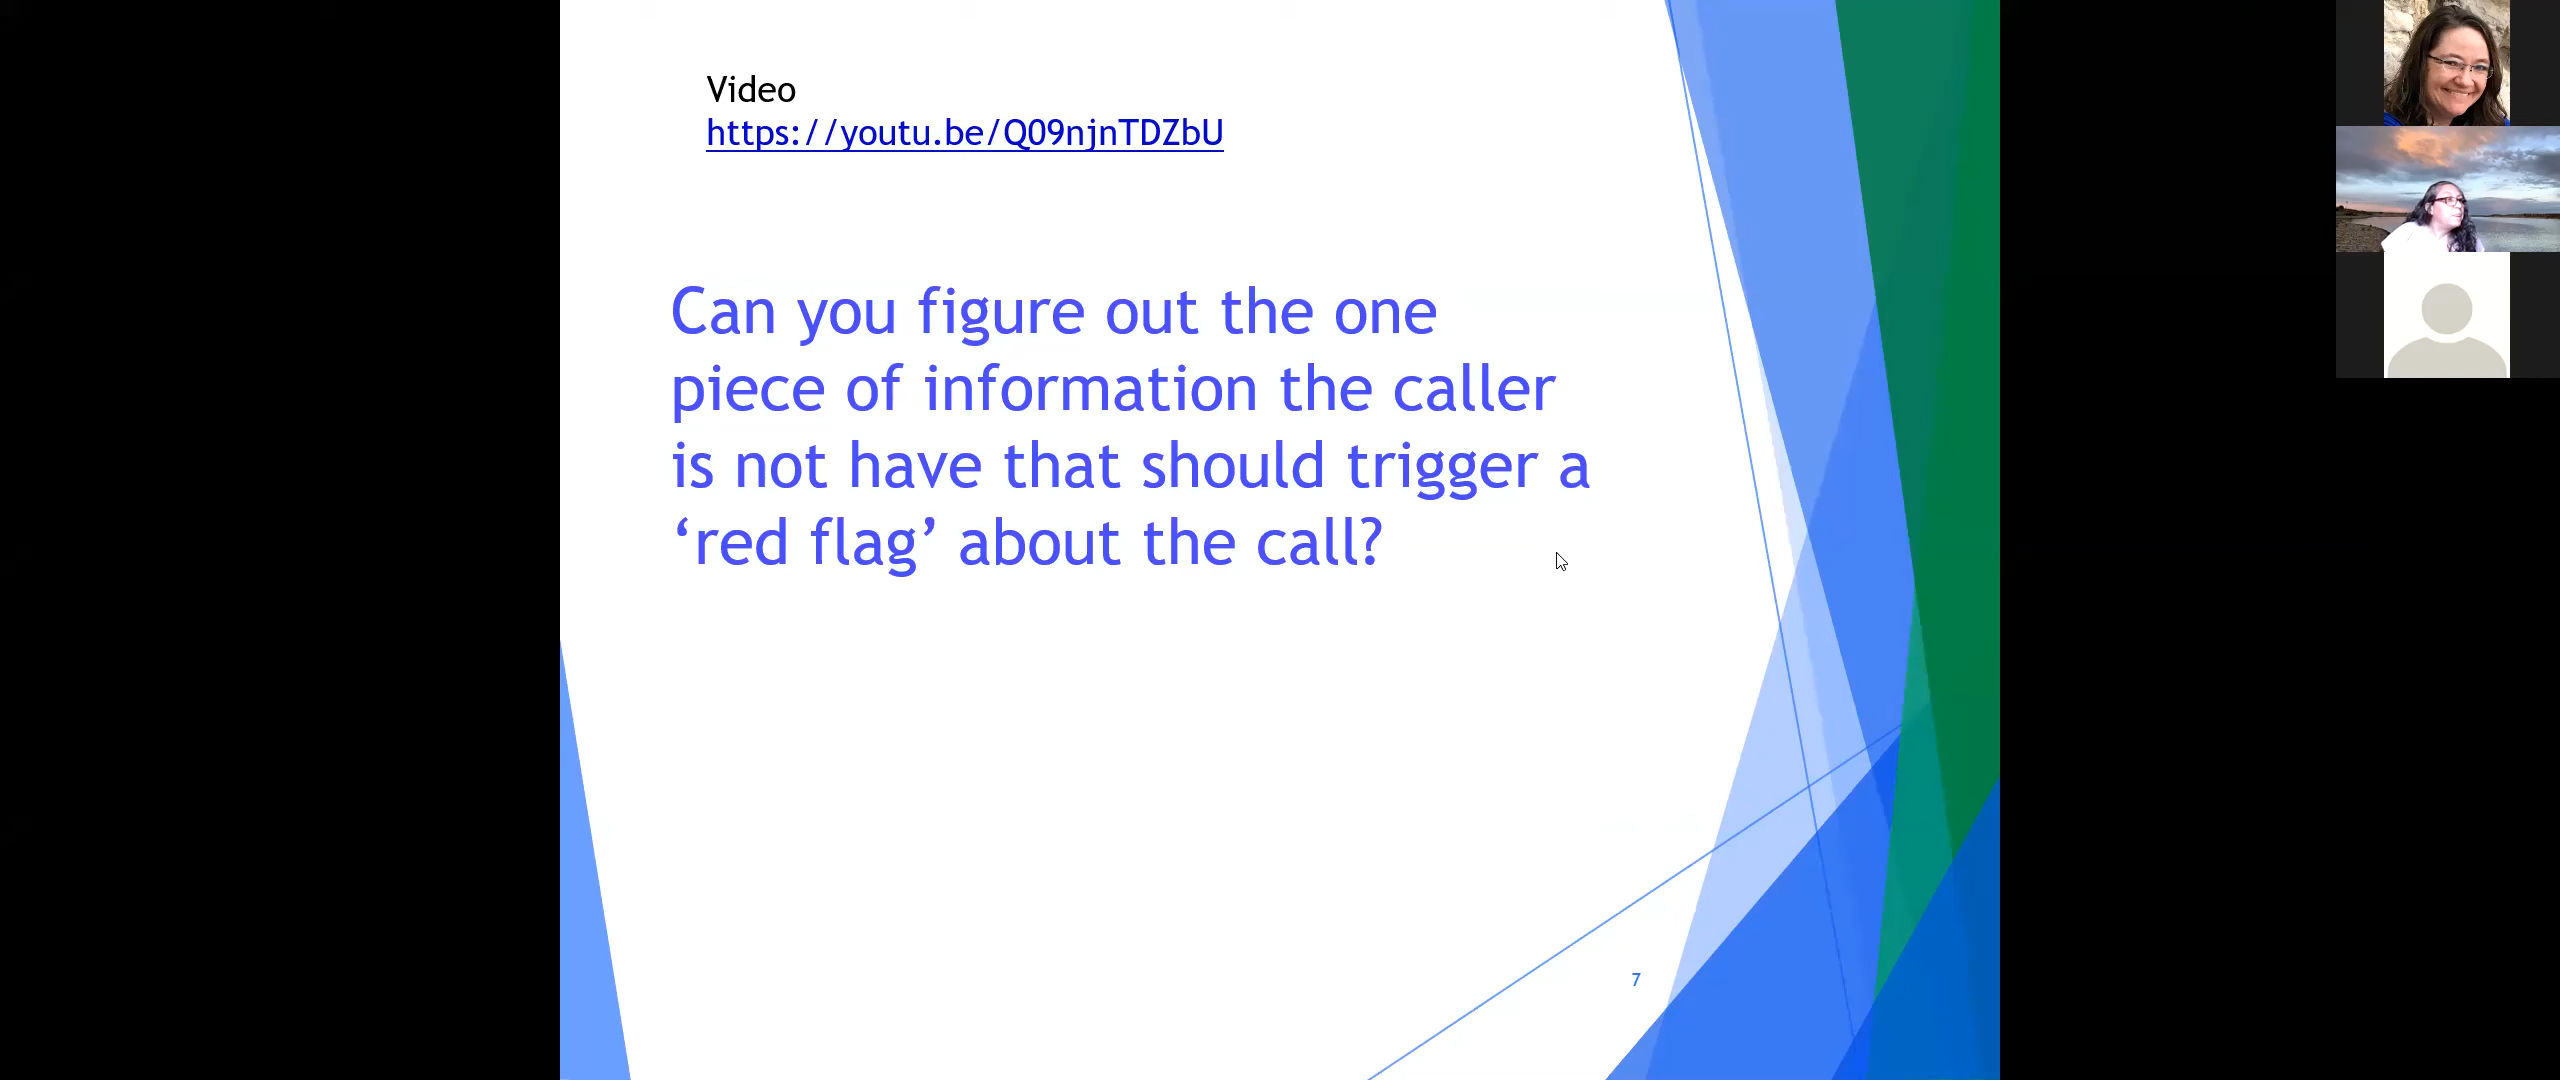 Video
https://youtu.be/Q09njnTDZbU
Can you figure out the one
piece of information the caller
is not have that should trigger a
‘red flag’ about the call?
7